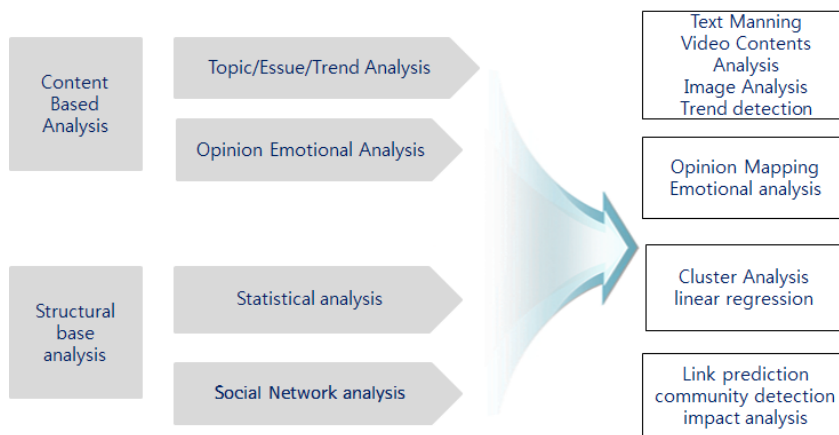 Content
Based
Analysis
Topic/Essue/Trend Analysis
Opinion Emotional Analysis
Structural
base
analysis
Statistical analysis
Social Network analysis
Text Manning
Video Contents
Analysis
Image Analysis
Trend detection
Opinion Mapping
Emotional analysis
Cluster Analysis
linear regression
Link prediction
community detection
impact analysis